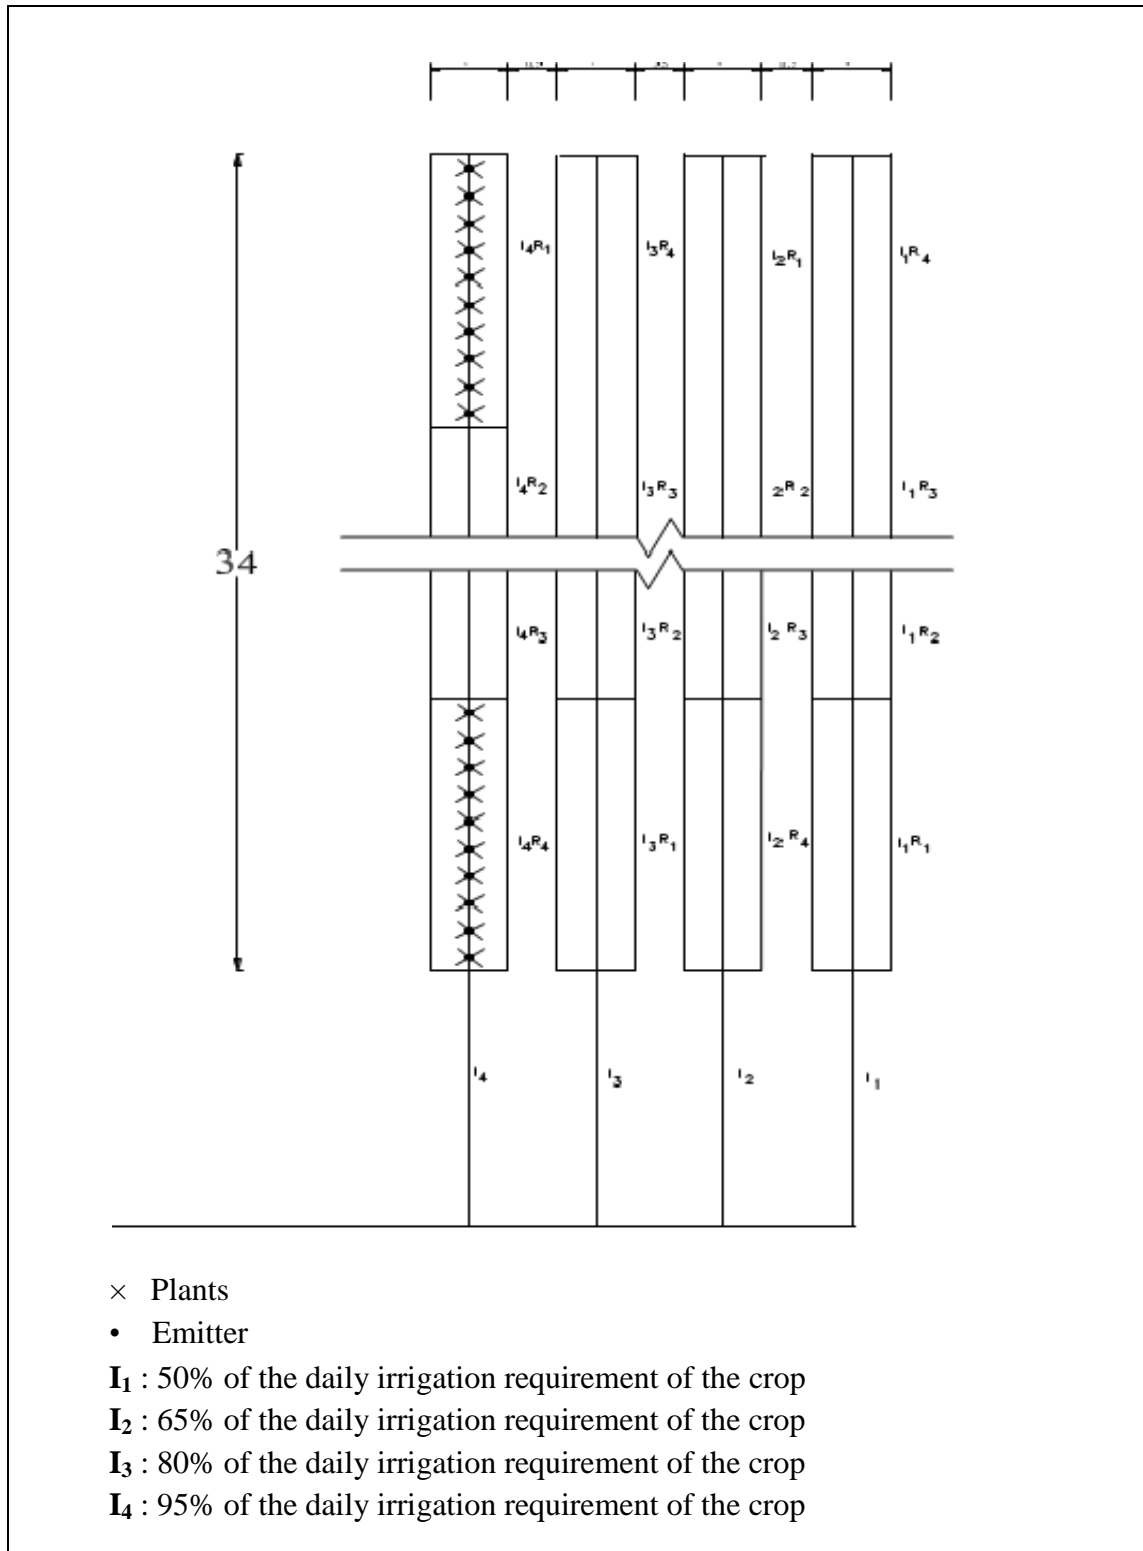 I4R1 I3R4 I2R1 I1R4
I4R2 I3R3 2R2 I1R3
34
I4R3 I3R2 I2R3 I1R2
I4R4 I3R1 I2R4 I1R1
I4 I3 I2 I1
× Plants
• Emitter
I1 : 50% of the daily irrigation requirement of the crop
I2 : 65% of the daily irrigation requirement of the crop
I3 : 80% of the daily irrigation requirement of the crop
I4 : 95% of the daily irrigation requirement of the crop